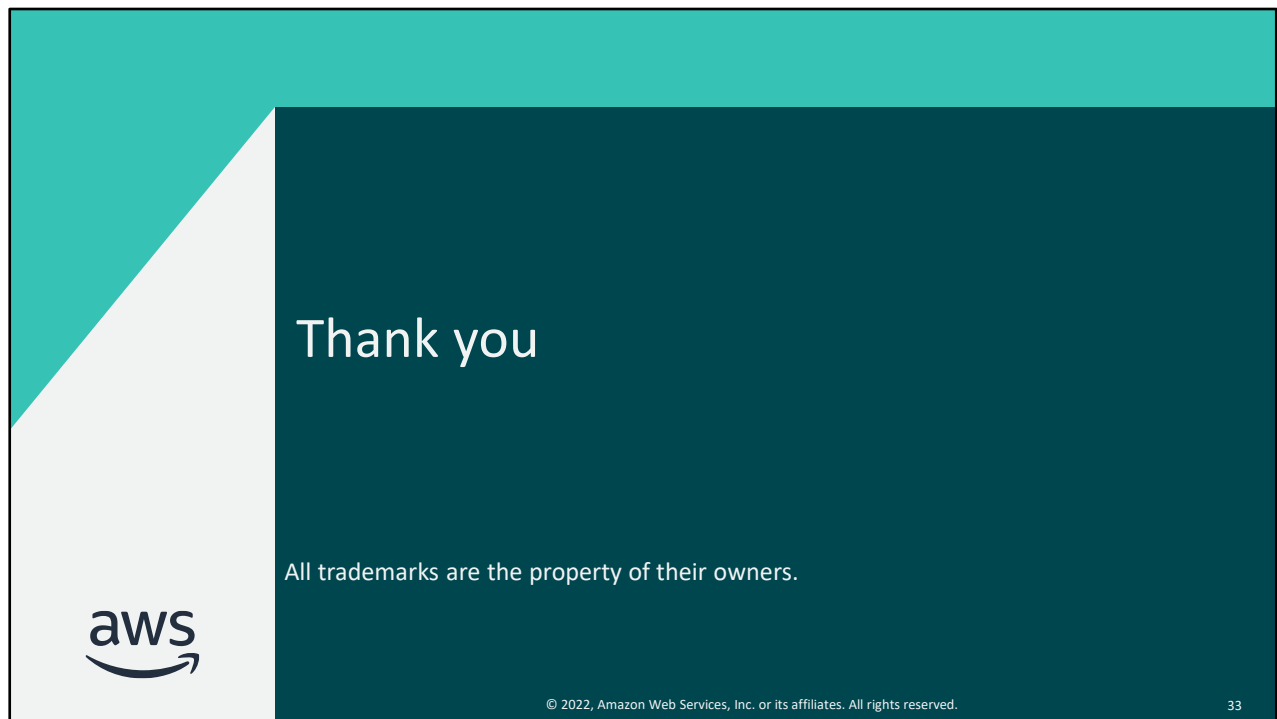 Thank you
All trademarks are the property of their owners.
aws
© 2022, Amazon Web Services, Inc. or its affiliates. All rights reserved.
33